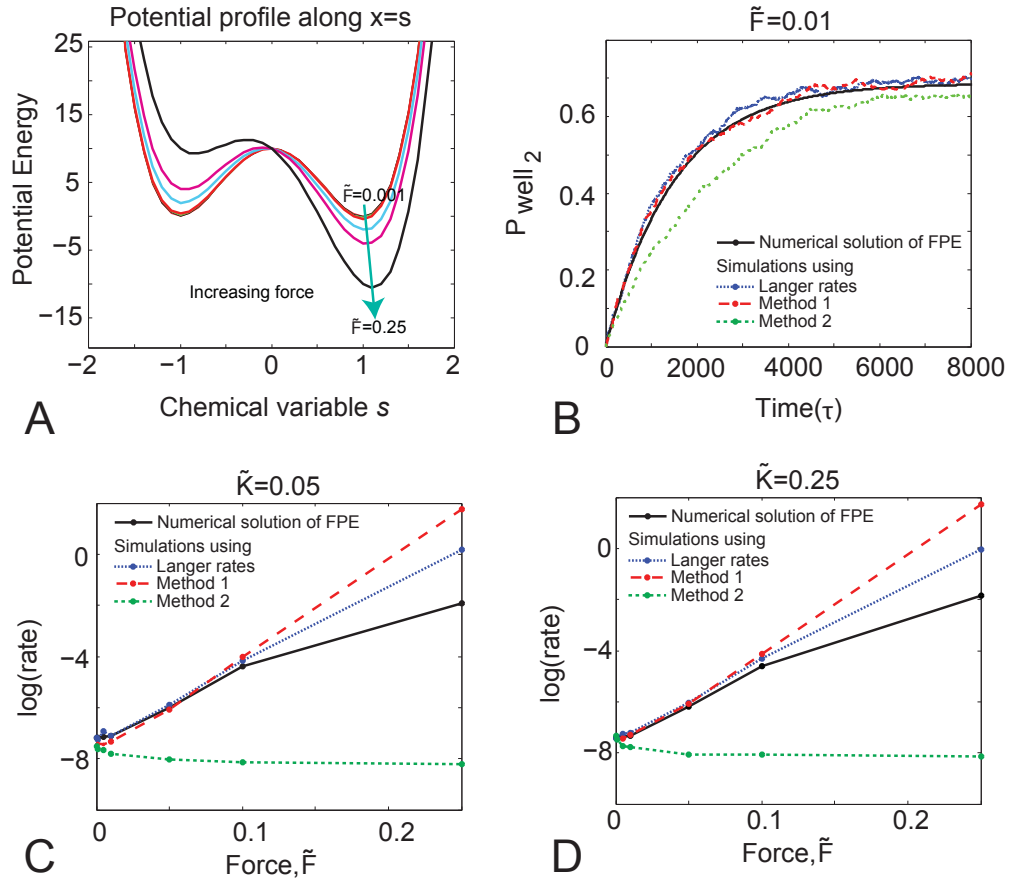 Potential profile along x=s
Potential Energy
25
15
5
−5
−15
F̃=0.001
Increasing force
F̃=0.25
−2
−1
0
1
2
Chemical variable s
A
F̃=0.01
P well 2
0.6
0.4
0.2
0
Numerical solution of FPE
Simulations using
Langer rates
Method 1
Method 2
0
2000
4000
6000
8000
Time(τ)
B
K̃=0.05
log(rate)
0
−4
−8
Numerical solution of FPE
Simulations using
Langer rates
Method 1
Method 2
0
0.1
0.2
Force,F̃
C
K̃=0.25
log(rate)
0
−4
−8
Numerical solution of FPE
Simulations using
Langer rates
Method 1
Method 2
0
0.1
0.2
Force,F̃
D